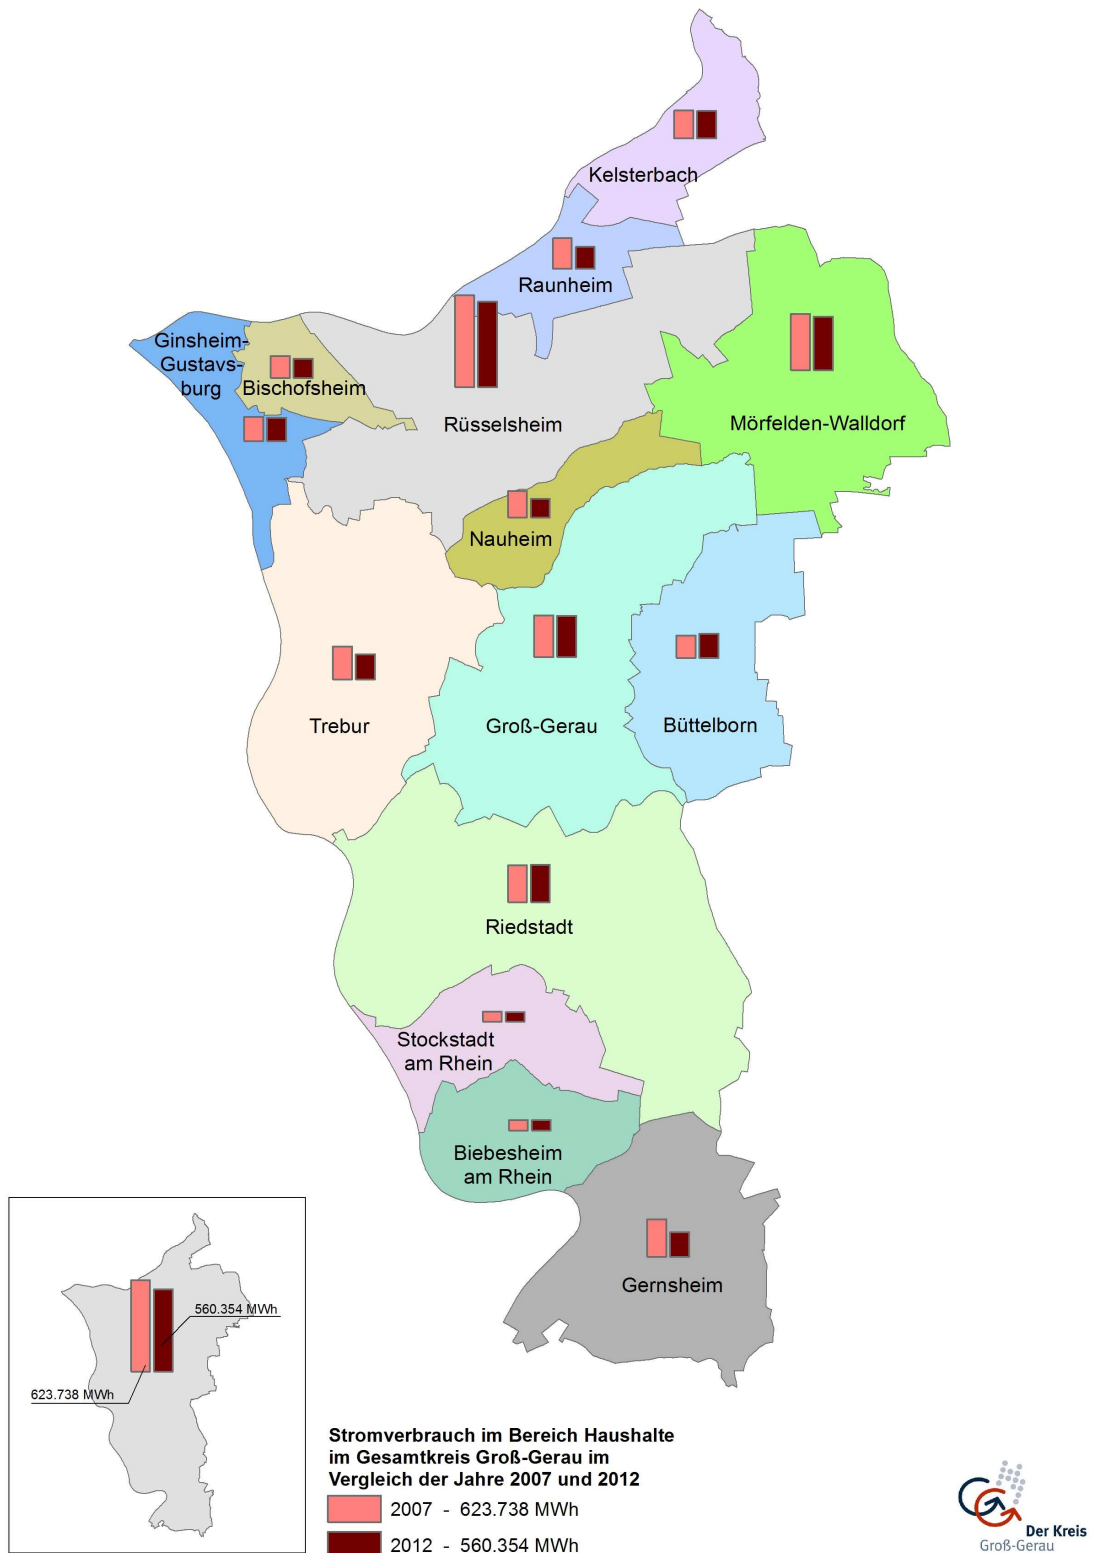 Kelsterbach
Raunheim
Ginsheim-
Gustavs-
burg
Bischofsheim
Rüsselsheim
Mörfelden-Walldorf
Nauheim
Trebur
Groß-Gerau
Büttelborn
Riedstadt
Stockstadt
am Rhein
Biebesheim
am Rhein
Gernsheim
560.354 MWh
623.738 MWh
Stromverbrauch im Bereich Haushalte
im Gesamtkreis Groß-Gerau im
Vergleich der Jahre 2007 und 2012
2007 - 623.738 MWh
2012 - 560.354 MWh
Der Kreis
Groß-Gerau